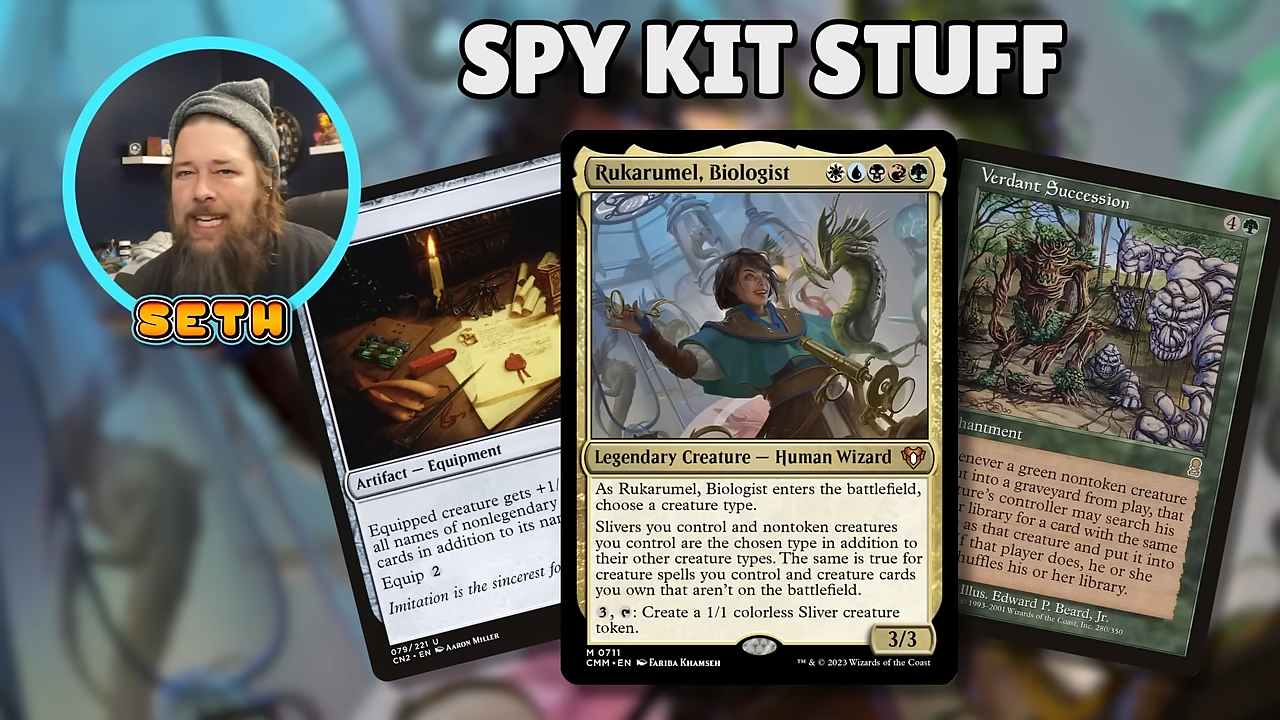 SPY KIT STUFF
SETH
Artifact — Equipment
Equipped creature gets +1/
all names of nonlegendary
cards in addition to its
Equip 2
Imitation is the sincerest
079/221 U
CN2 • EN AARON MILLER
Rukarumel, Biologist
Legendary Creature — Human Wizard
As Rukarumel, Biologist enters the battlefield,
choose a creature type.
Slivers you control and nontoken creatures
you control are the chosen type in addition to
their other creature types. The same is true for
creature spells you control and creature cards
you own that aren't on the battlefield.
3, : Create a 1/1 colorless Sliver creature
token.
3/3
M 0711
CMM • EN FARIBA KHAMSEH
™ & © 2023 Wizards of the Coast
Verdant Succession
4
a green nontoken creature
into a graveyard from play, that
controller may search his
library for a card with the same
as that creature and put it into
that player does, he or she
his or her library.
Illus. Edward P. Beard, Jr.
© 1993-2001 Wizards of the Coast, Inc. 280/350